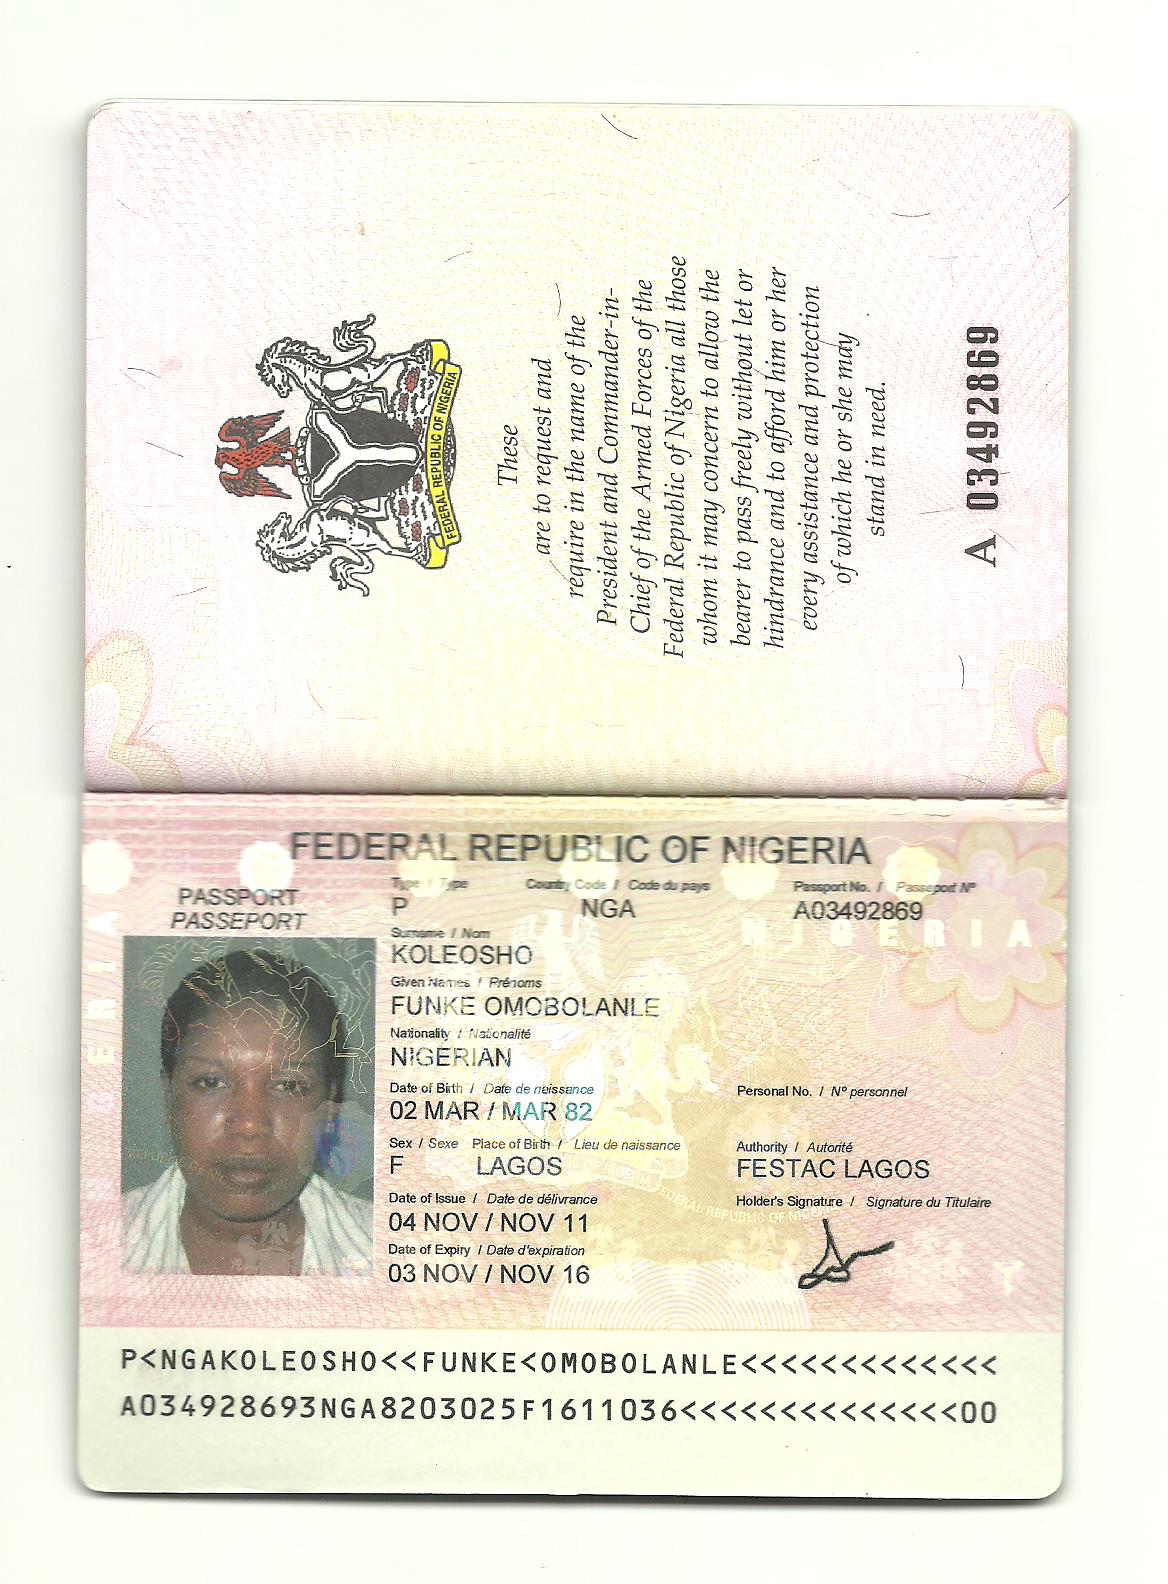 FEDERAL REPUBLIC OF NIGERIA
These
are to request and
require in the name of the
President and Commander-in-
Chief of the Armed Forces of the
Federal Republic of Nigeria all those
whom it may concern to allow the
bearer to pass freely without let or
hindrance and to afford him or her
every assistance and protection
of which he or she may
stand in need.
A 03492869
FEDERAL REPUBLIC OF NIGERIA
PASSPORT
PASSEPORT
Type / Type Country Code / Code du pays Passport No. / Passeport Nº
P NGA A03492869
NIGERIA
Surname / Nom
KOLEOSHO
Given Names / Prénoms
FUNKE OMOBOLANLE
Nationality / Nationalité
NIGERIAN
Date of Birth / Date de naissance Personal No. / Nº personnel
02 MAR / MAR 82
Sex / Sexe Place of Birth / Lieu de naissance Authority / Autorité
F LAGOS FESTAC LAGOS
Date of Issue / Date de délivrance Holder's Signature / Signature du Titulaire
04 NOV / NOV 11
Date of Expiry / Date d'expiration
03 NOV / NOV 16
P<NGAKOLEOSHO<<FUNKE<OMOBOLANLE<<<<<<<<<<<<<
A034928693NGA8203025F1611036<<<<<<<<<<<<<<00